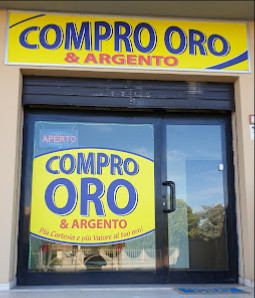 COMPRO ORO
& ARGENTO
APERTO
COMPRO
ORO
& ARGENTO
Più Cortesia e più Valore al tuo oro!